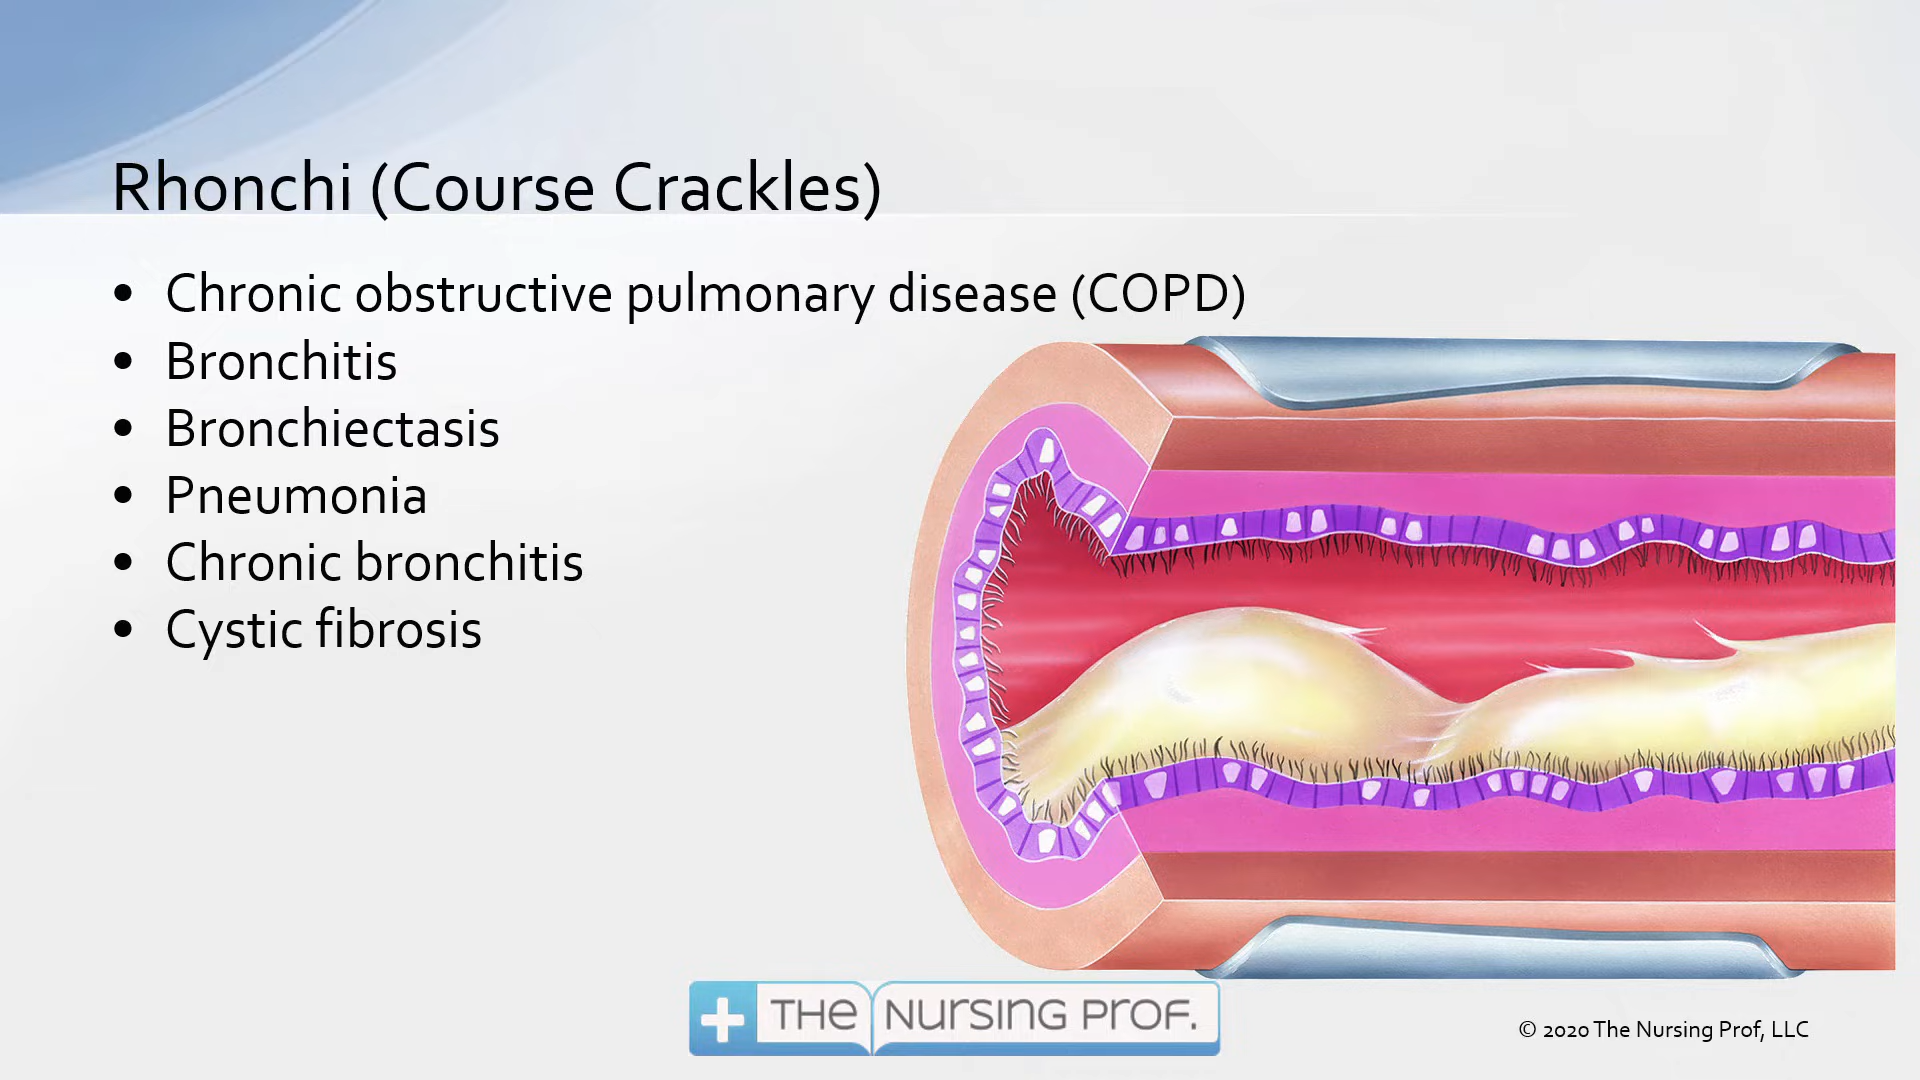 Rhonchi (Course Crackles)
• Chronic obstructive pulmonary disease (COPD)
• Bronchitis
• Bronchiectasis
• Pneumonia
• Chronic bronchitis
• Cystic fibrosis
THE NURSING PROF.
© 2020 The Nursing Prof, LLC